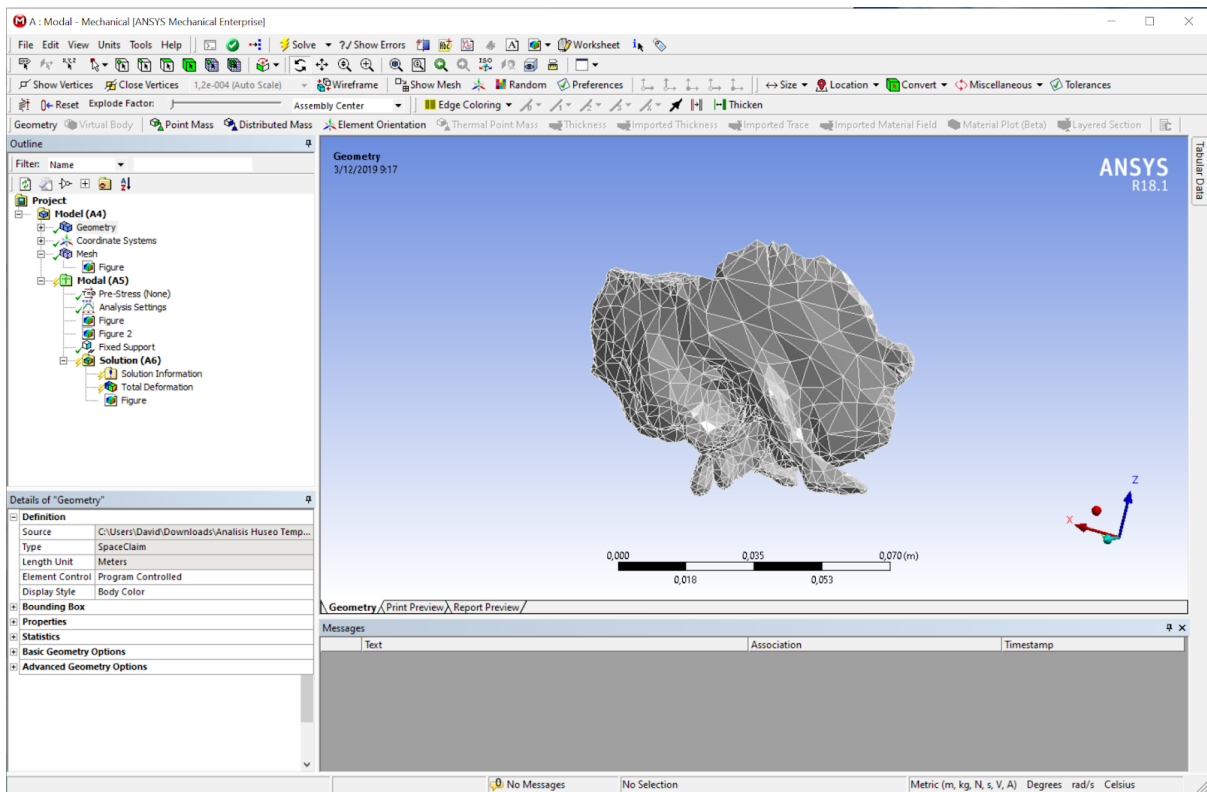 A : Modal - Mechanical [ANSYS Mechanical Enterprise]
File Edit View Units Tools Help Solve ?✓ Show Errors Worksheet
Show Vertices Close Vertices 1,2e-004 (Auto Scale) Wireframe Show Mesh Random Preferences Size Location Convert Miscellaneous Tolerances
Reset Explode Factor: Assembly Center Edge Coloring Thicken
Geometry Virtual Body Point Mass Distributed Mass Element Orientation Thermal Point Mass Thickness Imported Thickness Imported Trace Imported Material Field Material Plot (Beta) Layered Section
Outline
Filter: Name
Project
Model (A4)
Geometry
Coordinate Systems
Mesh
Figure
Modal (A5)
Pre-Stress (None)
Analysis Settings
Figure
Figure 2
Fixed Support
Solution (A6)
Solution Information
Total Deformation
Figure
Details of "Geometry"
Definition
Source C:\Users\David\Downloads\Analisis Huseo Temp...
Type SpaceClaim
Length Unit Meters
Element Control Program Controlled
Display Style Body Color
Bounding Box
Properties
Statistics
Basic Geometry Options
Advanced Geometry Options
Geometry
3/12/2019 9:17
ANSYS
R18.1
Tabular Data
Z
X
0,000 0,035 0,070 (m)
0,018 0,053
Geometry Print Preview Report Preview
Messages
Text Association Timestamp
0 No Messages No Selection Metric (m, kg, N, s, V, A) Degrees rad/s Celsius